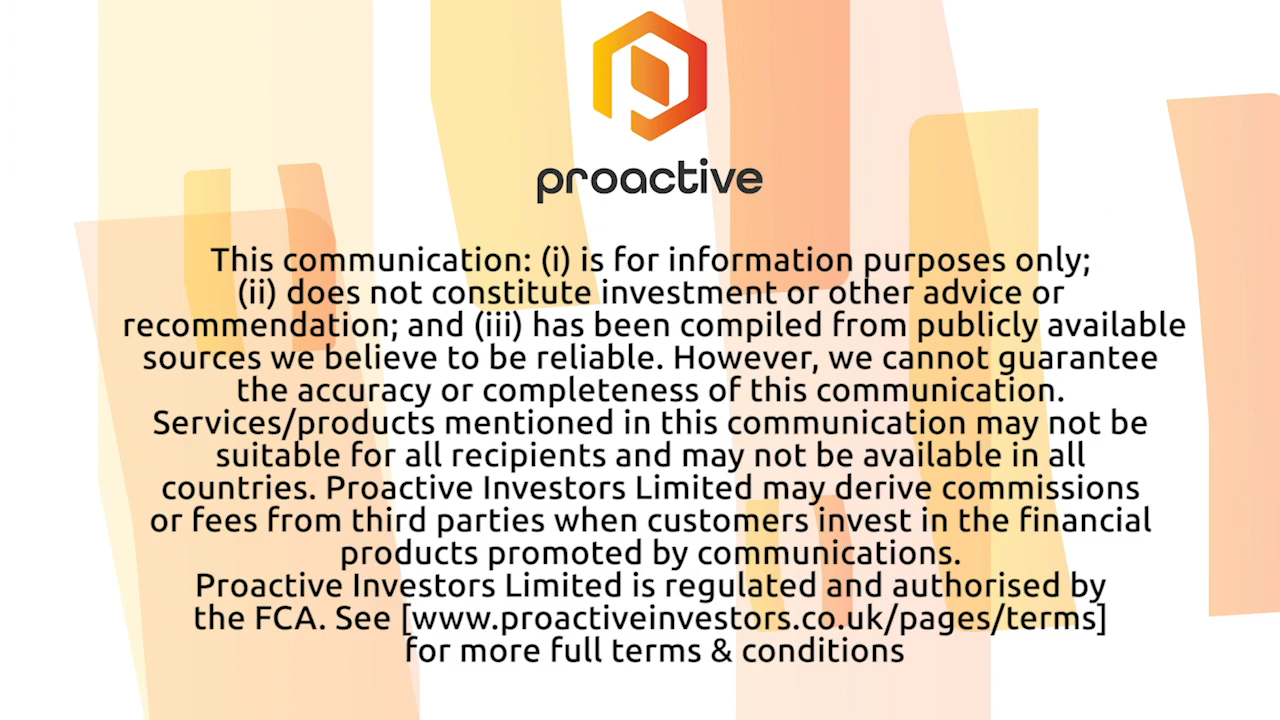 proactive
This communication: (i) is for information purposes only;
(ii) does not constitute investment or other advice or
recommendation; and (iii) has been compiled from publicly available
sources we believe to be reliable. However, we cannot guarantee
the accuracy or completeness of this communication.
Services/products mentioned in this communication may not be
suitable for all recipients and may not be available in all
countries. Proactive Investors Limited may derive commissions
or fees from third parties when customers invest in the financial
products promoted by communications.
Proactive Investors Limited is regulated and authorised by
the FCA. See [www.proactiveinvestors.co.uk/pages/terms]
for more full terms & conditions